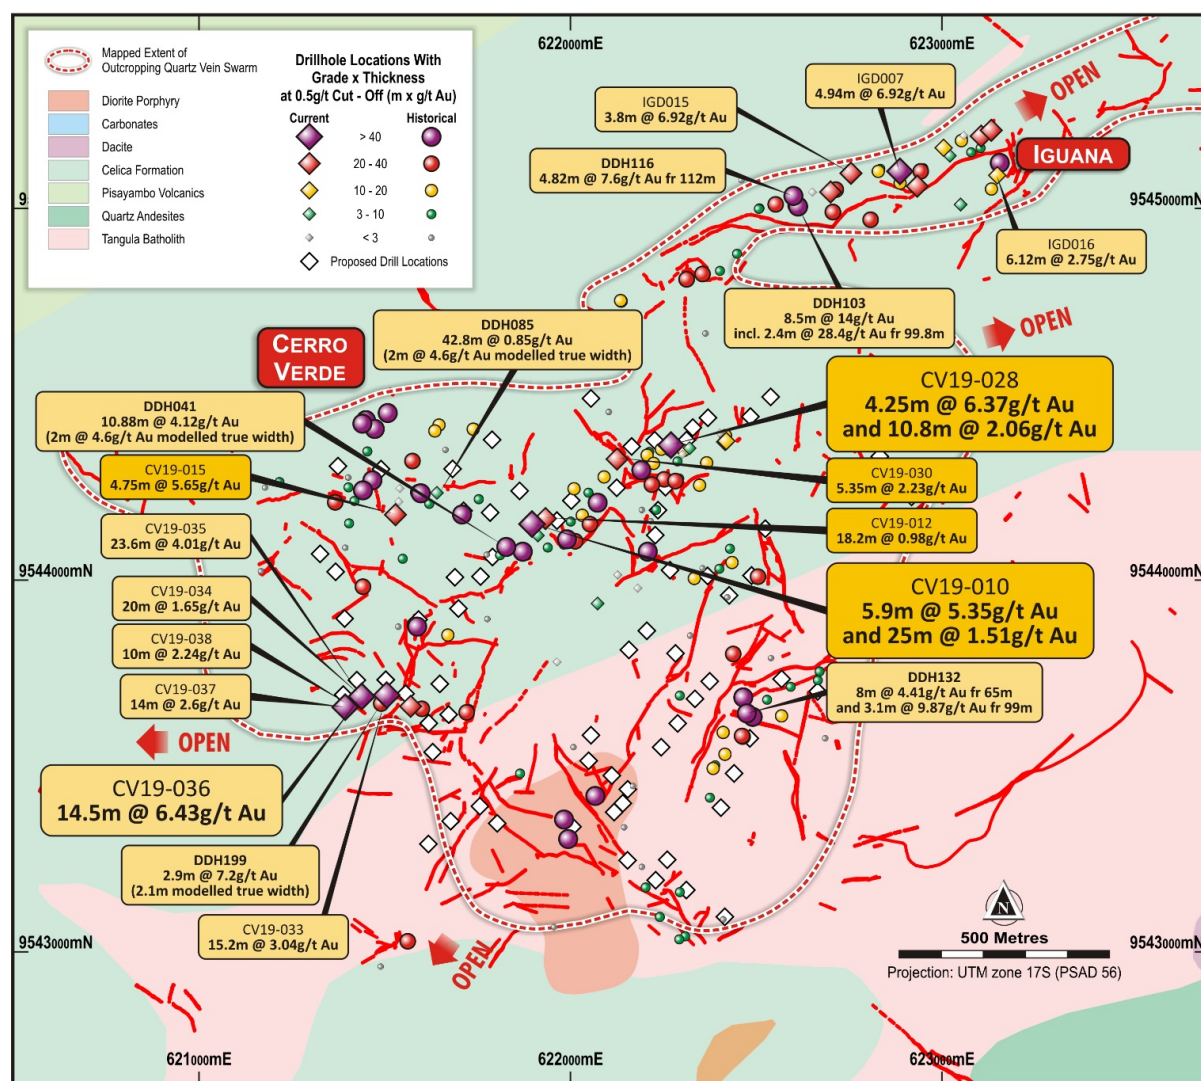 622000mE
623000mE
Mapped Extent of
Outcropping Quartz Vein Swarm
Diorite Porphyry
Carbonates
Dacite
Celica Formation
Pisayambo Volcanics
Quartz Andesites
Tangula Batholith
Drillhole Locations With
Grade x Thickness
at 0.5g/t Cut - Off (m x g/t Au)
Current
Historical
> 40
20 - 40
10 - 20
3 - 10
< 3
Proposed Drill Locations
IGD007
4.94m @ 6.92g/t Au
OPEN
IGD015
3.8m @ 6.92g/t Au
IGUANA
DDH116
4.82m @ 7.6g/t Au fr 112m
9545000mN
IGD016
6.12m @ 2.75g/t Au
DDH103
8.5m @ 14g/t Au
incl. 2.4m @ 28.4g/t Au fr 99.8m
OPEN
DDH085
42.8m @ 0.85g/t Au
(2m @ 4.6g/t Au modelled true width)
CERRO
VERDE
CV19-028
4.25m @ 6.37g/t Au
and 10.8m @ 2.06g/t Au
DDH041
10.88m @ 4.12g/t Au
(2m @ 4.6g/t Au modelled true width)
CV19-015
4.75m @ 5.65g/t Au
CV19-030
5.35m @ 2.23g/t Au
CV19-035
23.6m @ 4.01g/t Au
CV19-012
18.2m @ 0.98g/t Au
9544000mN
9544000mN
CV19-034
20m @ 1.65g/t Au
CV19-010
5.9m @ 5.35g/t Au
and 25m @ 1.51g/t Au
CV19-038
10m @ 2.24g/t Au
CV19-037
14m @ 2.6g/t Au
DDH132
8m @ 4.41g/t Au fr 65m
and 3.1m @ 9.87g/t Au fr 99m
OPEN
CV19-036
14.5m @ 6.43g/t Au
DDH199
2.9m @ 7.2g/t Au
(2.1m modelled true width)
CV19-033
15.2m @ 3.04g/t Au
OPEN
N
500 Metres
Projection: UTM zone 17S (PSAD 56)
9543000mN
9543000mN
621000mE
622000mE
623000mE